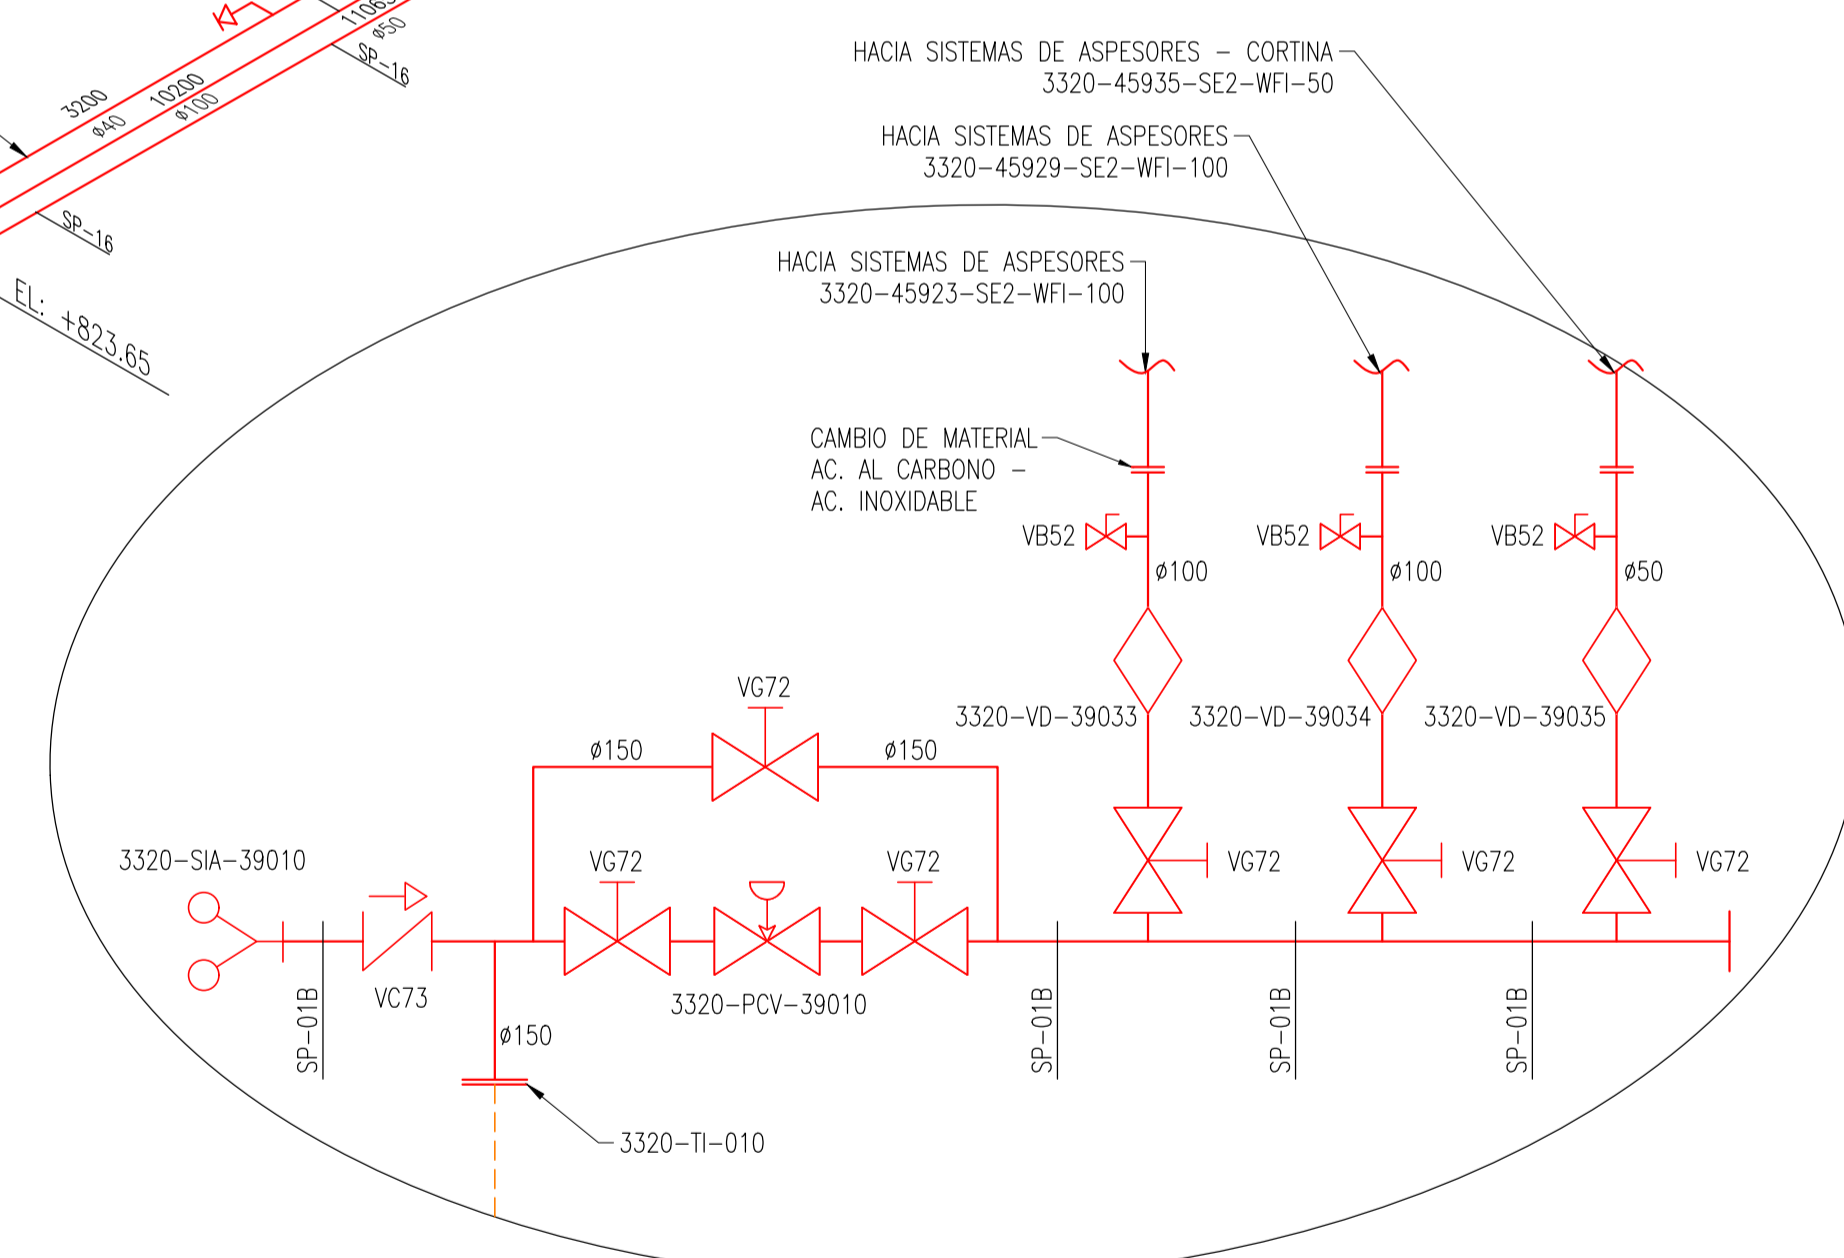 3200
ø40
10200
ø100
ø50
SP-16
SP-16
EL: +823.65
HACIA SISTEMAS DE ASPESORES - CORTINA
3320-45935-SE2-WFI-50
HACIA SISTEMAS DE ASPESORES
3320-45929-SE2-WFI-100
HACIA SISTEMAS DE ASPESORES
3320-45923-SE2-WFI-100
CAMBIO DE MATERIAL
AC. AL CARBONO -
AC. INOXIDABLE
VB52
VB52
VB52
ø100
ø100
ø50
VG72
3320-VD-39033
3320-VD-39034
3320-VD-39035
ø150
ø150
3320-SIA-39010
VG72
VG72
VG72
VG72
VG72
VC73
3320-PCV-39010
SP-01B
SP-01B
SP-01B
SP-01B
ø150
3320-TI-010